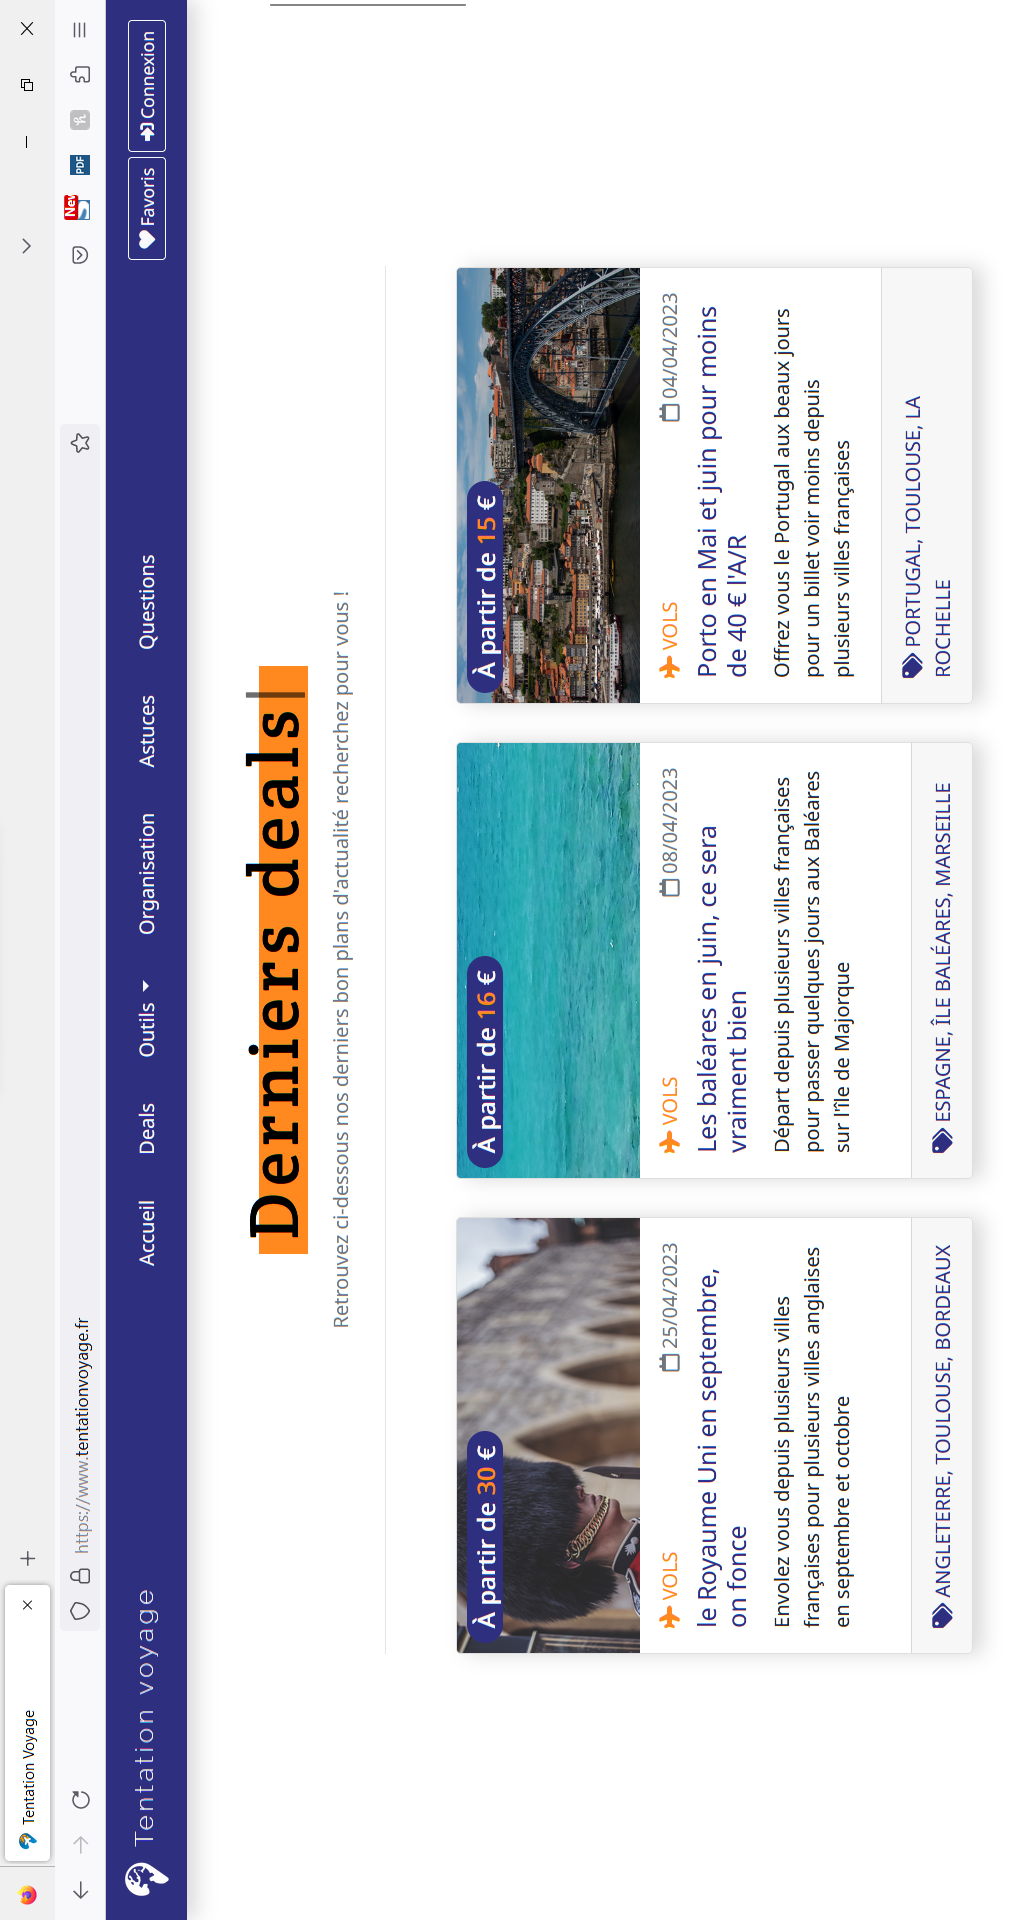 Tentation Voyage
https://www.tentationvoyage.fr
New
PDF
Tentation voyage
Accueil
Deals
Outils
Organisation
Astuces
Questions
Favoris
Connexion
Derniers deals
Retrouvez ci-dessous nos derniers bon plans d'actualité recherchez pour vous !
À partir de 30 €
VOLS
25/04/2023
le Royaume Uni en septembre,
on fonce
Envolez vous depuis plusieurs villes
françaises pour plusieurs villes anglaises
en septembre et octobre
ANGLETERRE, TOULOUSE, BORDEAUX
À partir de 16 €
VOLS
08/04/2023
Les baléares en juin, ce sera
vraiment bien
Départ depuis plusieurs villes françaises
pour passer quelques jours aux Baléares
sur l'île de Majorque
ESPAGNE, ÎLE BALÉARES, MARSEILLE
À partir de 15 €
VOLS
04/04/2023
Porto en Mai et juin pour moins
de 40 € l'A/R
Offrez vous le Portugal aux beaux jours
pour un billet voir moins depuis
plusieurs villes françaises
PORTUGAL, TOULOUSE, LA
ROCHELLE